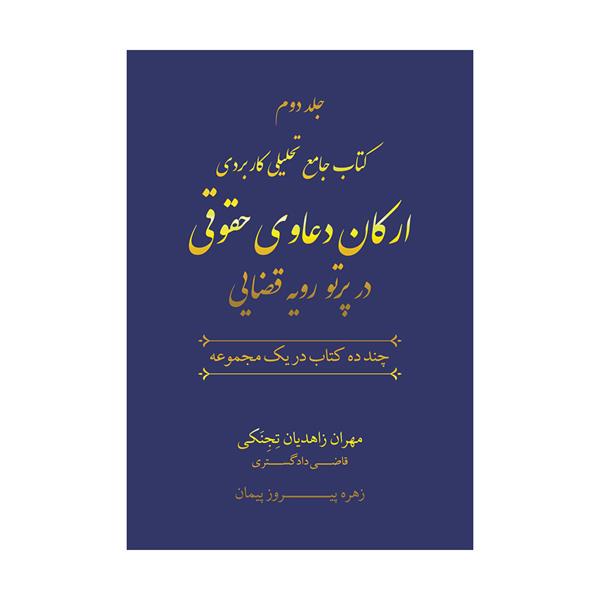 جلد دوم
کتاب جامع تحلیلی کاربردی
ارکان دعاوی حقوقی
در پرتو رویه قضایی
چند ده کتاب در یک مجموعه
مهران زاهدیان تِجِنَکی
قاضی دادگستری
زهره پیروز پیمان